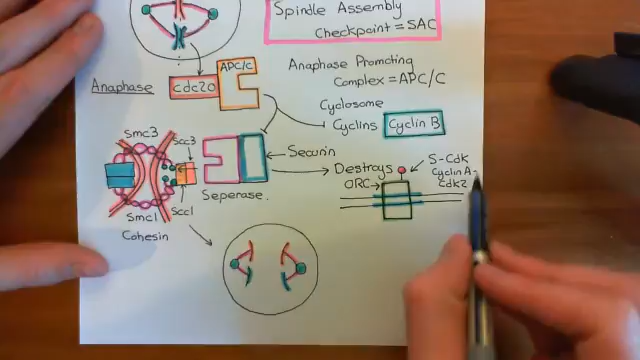 Spindle Assembly
Checkpoint = SAC
APC/C
Anaphase
cdc20
Anaphase Promoting
Complex = APC/C
Cyclosome
Cyclins
Cyclin B
Smc3
Scc3
Securin
Destroys
ORC
S-Cdk
Cyclin A-
Cdk2
Seperase.
Smc1
Scc1
Cohesin